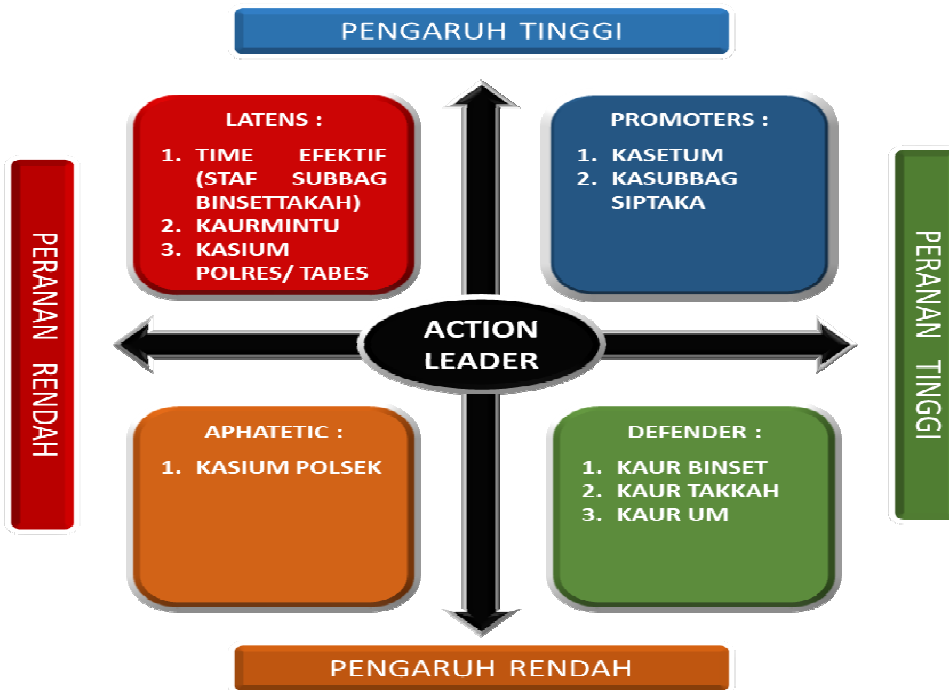 PENGARUH TINGGI
LATENS :
1. TIME EFEKTIF
(STAF SUBBAG
BINSETTAKAH)
2. KAURMINTU
3. KASIUM
POLRES/ TABES
PROMOTERS :
1. KASETUM
2. KASUBBAG
SIPTAKA
PERANAN RENDAH
ACTION
LEADER
PERANAN TINGGI
APHATETIC :
1. KASIUM POLSEK
DEFENDER :
1. KAUR BINSET
2. KAUR TAKKAH
3. KAUR UM
PENGARUH RENDAH